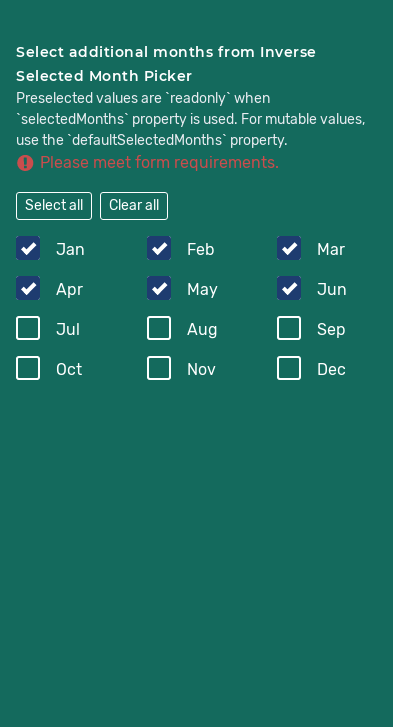 Select additional months from Inverse
Selected Month Picker
Preselected values are `readonly` when
`selectedMonths` property is used. For mutable values,
use the `defaultSelectedMonths` property.
Please meet form requirements.
Select all Clear all
Jan Feb Mar
Apr May Jun
Jul Aug Sep
Oct Nov Dec